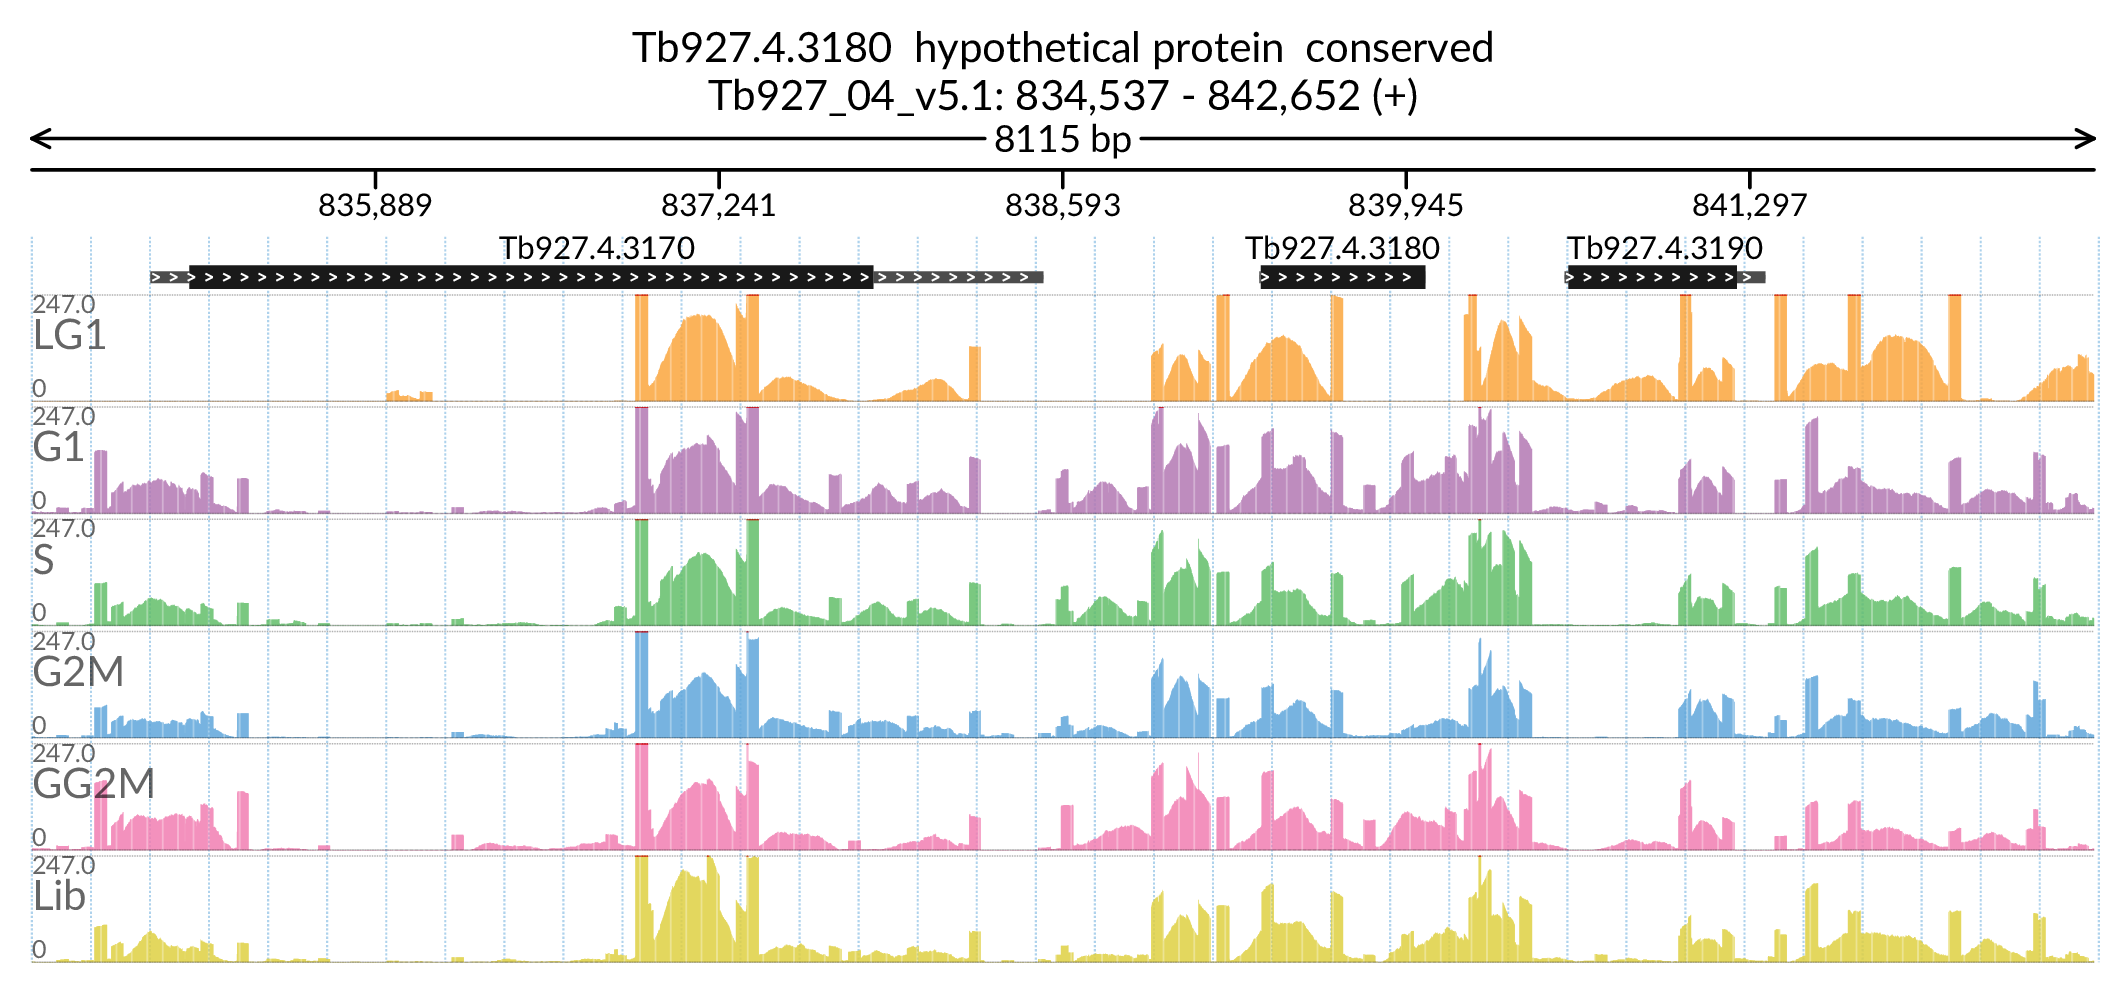 Tb927.4.3180 hypothetical protein conserved
Tb927_04_v5.1: 834,537 - 842,652 (+)
8115 bp
835,889 837,241 838,593 839,945 841,297
Tb927.4.3170 Tb927.4.3180 Tb927.4.3190
247.0
LG1
0
247.0
G1
0
247.0
S
0
247.0
G2M
0
247.0
GG2M
0
247.0
Lib
0